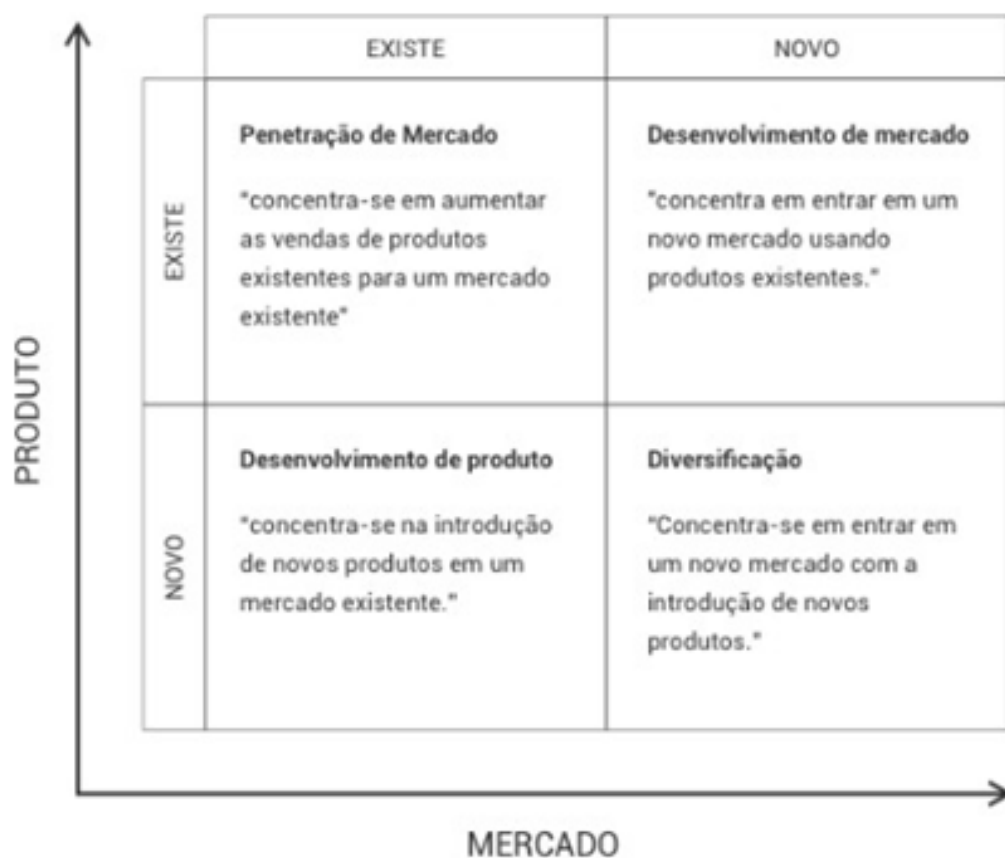 EXISTE
NOVO
Penetração de Mercado
"concentra-se em aumentar
as vendas de produtos
existentes para um mercado
existente"
Desenvolvimento de mercado
"concentra em entrar em um
novo mercado usando
produtos existentes."
EXISTE
Desenvolvimento de produto
"concentra-se na introdução
de novos produtos em um
mercado existente."
Diversificação
"Concentra-se em entrar em
um novo mercado com a
introdução de novos
produtos."
NOVO
PRODUTO
MERCADO